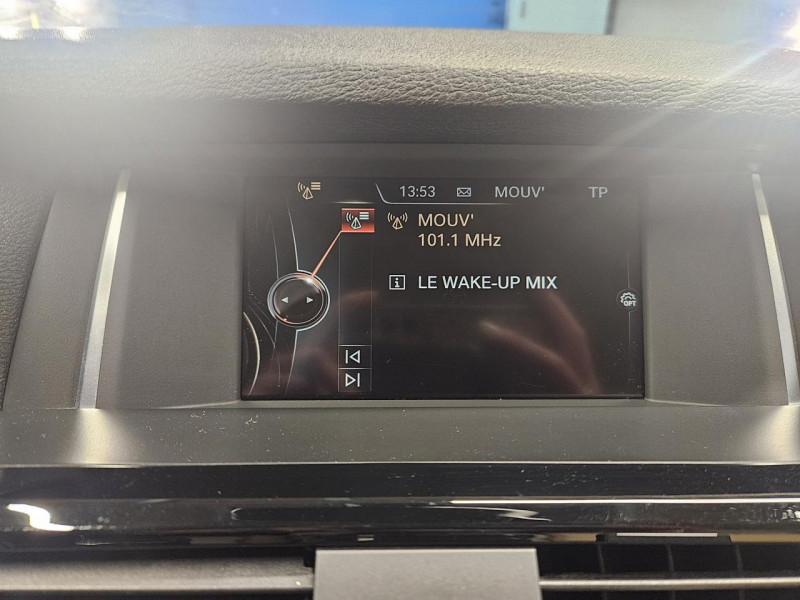 13:53 MOUV' TP
MOUV'
101.1 MHz
i LE WAKE-UP MIX
OPT